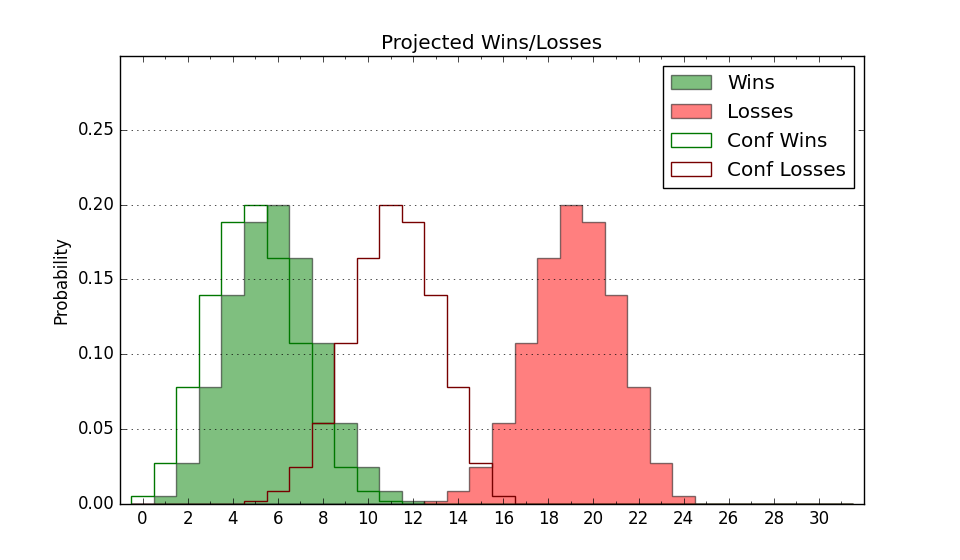 Projected Wins/Losses
Wins
Losses
Conf Wins
Conf Losses
Probability
0.25
0.20
0.15
0.10
0.05
0.00
0 2 4 6 8 10 12 14 16 18 20 22 24 26 28 30